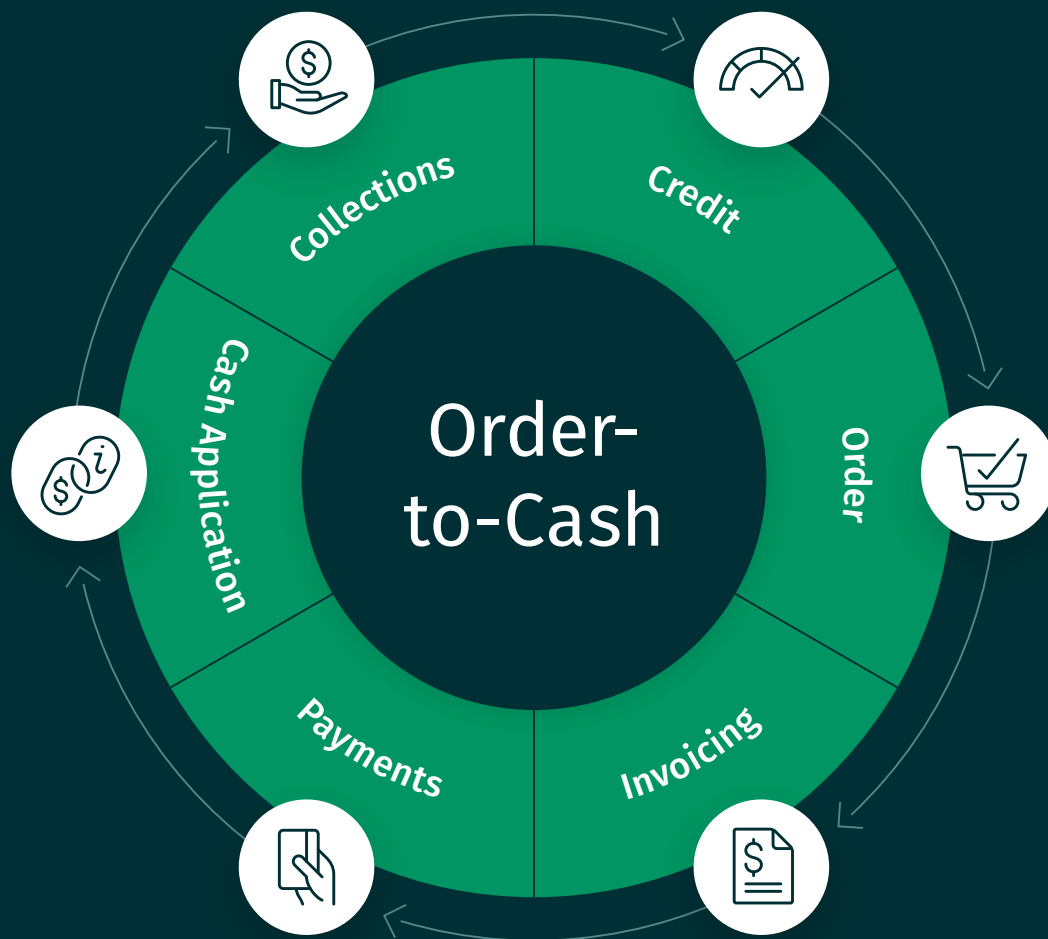 Order-
to-Cash
Credit
Order
Invoicing
Payments
Cash Application
Collections
$
$
$ i